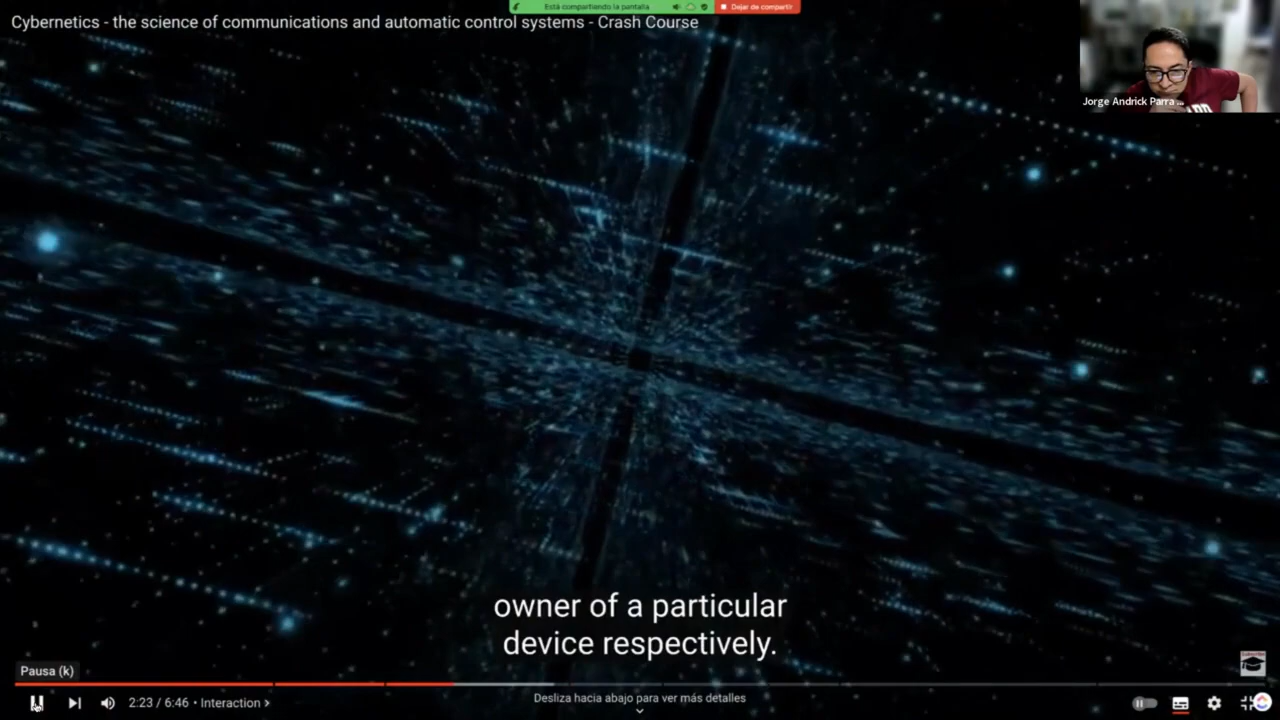 Está compartiendo la pantalla
Dejar de compartir
Cybernetics - the science of communications and automatic control systems - Crash Course
Jorge Andrick Parra ...
owner of a particular
device respectively.
Pausa (k)
2:23 / 6:46 • Interaction >
Desliza hacia abajo para ver más detalles